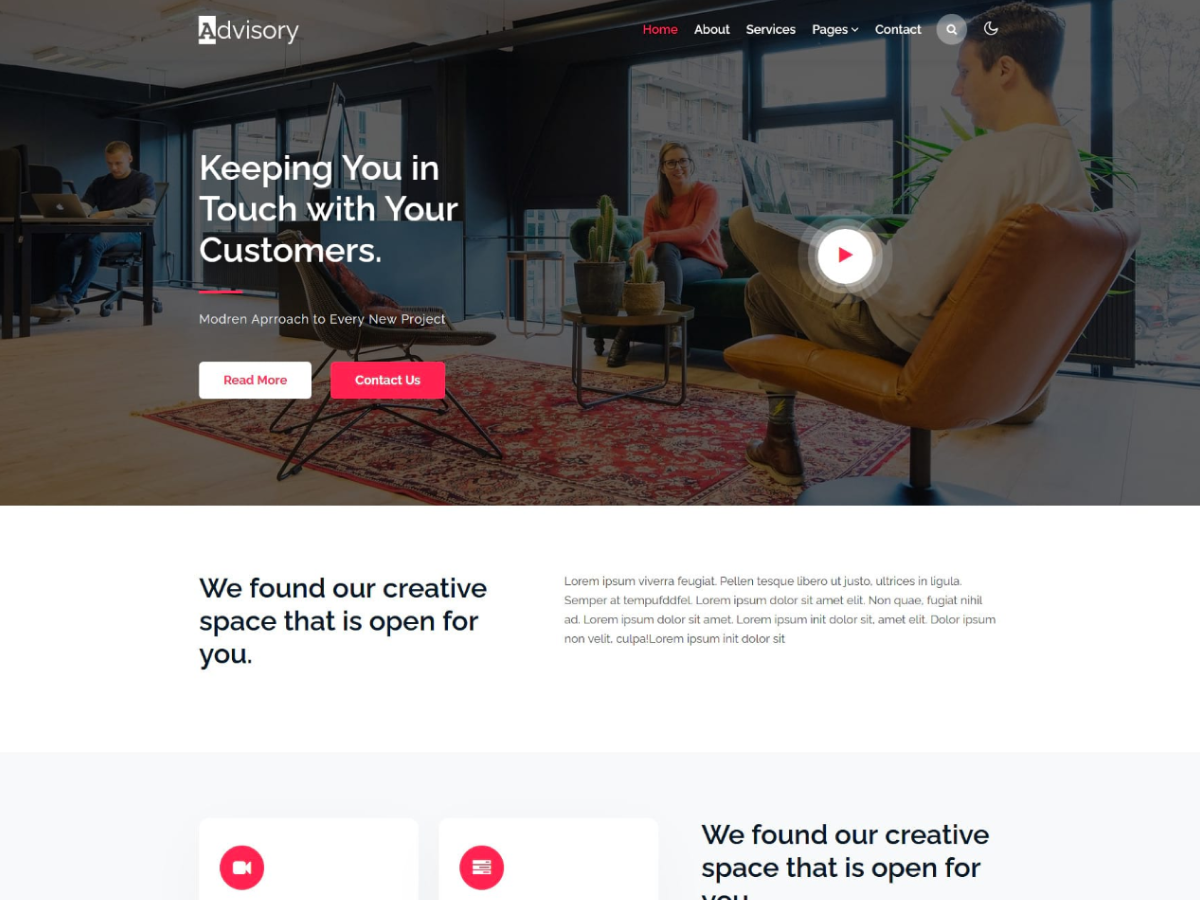 Advisory
Home About Services Pages Contact
Keeping You in
Touch with Your
Customers.
Modren Aprroach to Every New Project
Read More Contact Us
We found our creative
space that is open for
you.
Lorem ipsum viverra feugiat. Pellen tesque libero ut justo, ultrices in ligula.
Semper at tempufddfel. Lorem ipsum dolor sit amet elit. Non quae, fugiat nihil
ad. Lorem ipsum dolor sit amet. Lorem ipsum init dolor sit, amet elit. Dolor ipsum
non velit, culpa!Lorem ipsum init dolor sit
We found our creative
space that is open for
you.